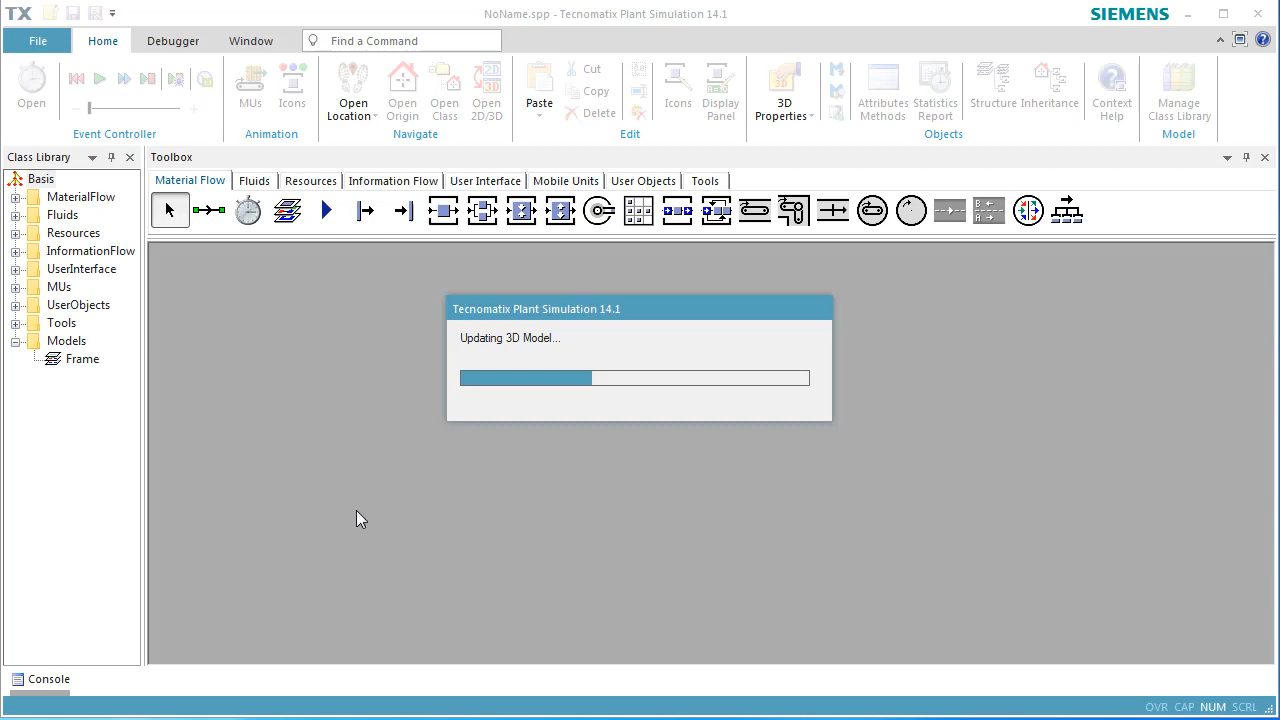 TX
NoName.spp - Tecnomatix Plant Simulation 14.1
SIEMENS
File
Home
Debugger
Window
Find a Command
Open
MUs
Icons
Open Location
Open Origin
Open Class
Open 2D/3D
Paste
Cut
Copy
Delete
Icons
Display Panel
3D Properties
Attributes Methods
Statistics Report
Structure
Inheritance
Context Help
Manage Class Library
Event Controller
Animation
Navigate
Edit
Objects
Model
Class Library
Toolbox
Basis
MaterialFlow
Fluids
Resources
InformationFlow
UserInterface
MUs
UserObjects
Tools
Models
Frame
Material Flow
Fluids
Resources
Information Flow
User Interface
Mobile Units
User Objects
Tools
Tecnomatix Plant Simulation 14.1
Updating 3D Model...
Console
OVR CAP NUM SCRL